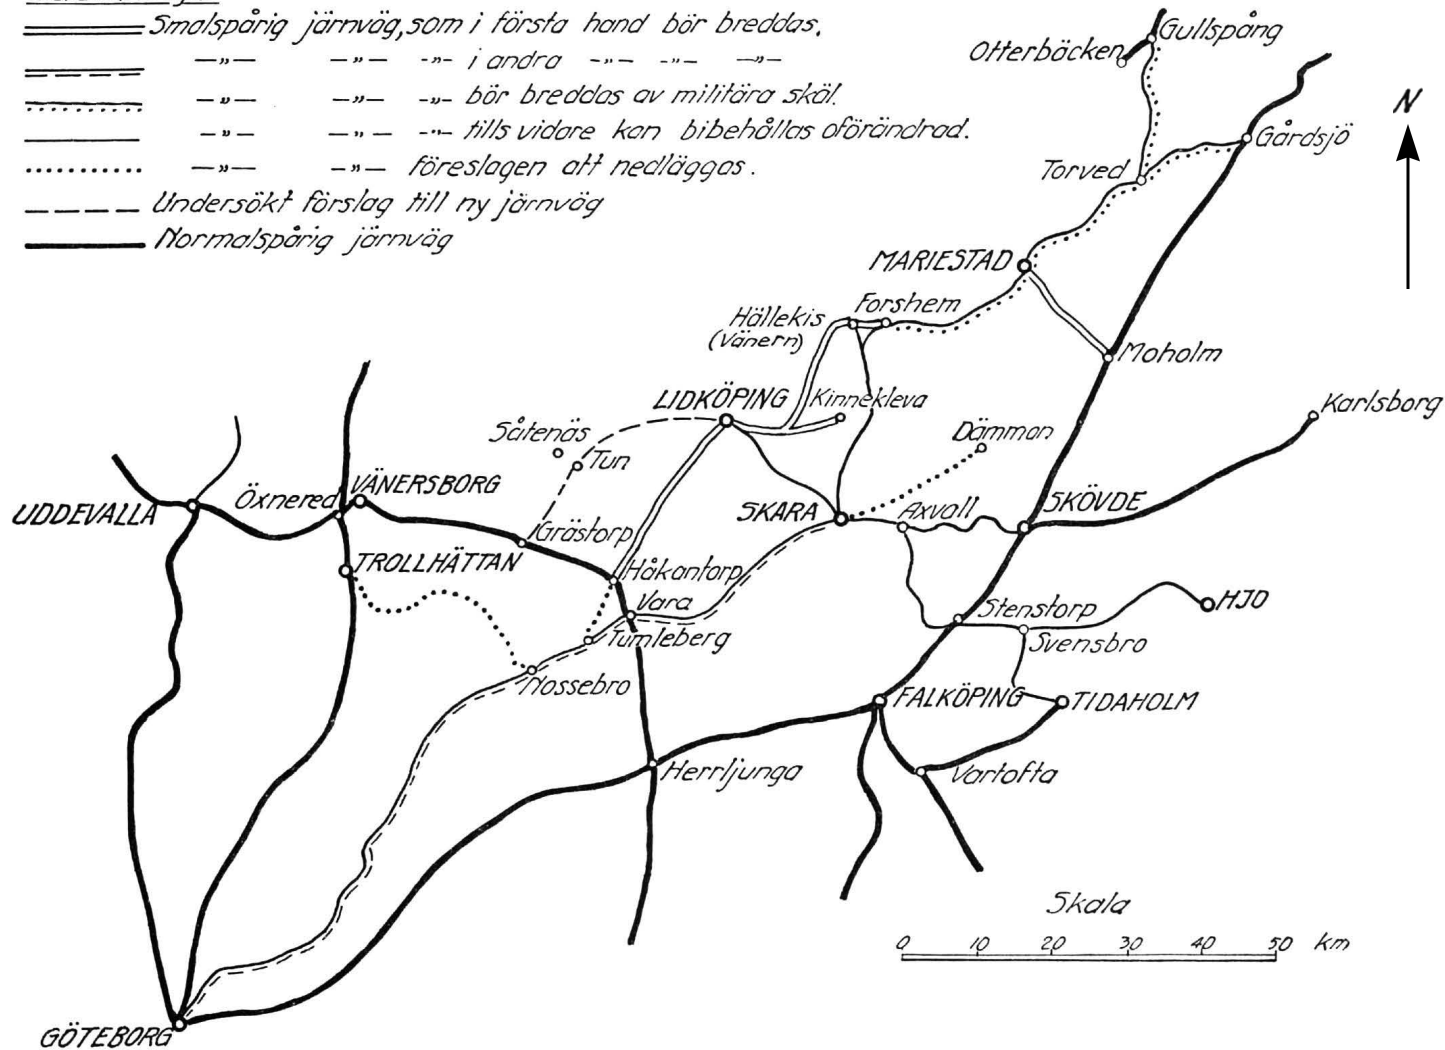 Smalspårig järnväg, som i första hand bör breddas.
—"— —"— -"- i andra -"- -"- —"—
—"— —"— -"- bör breddas av militära skäl.
—"— —"— -"- tills vidare kan bibehållas oförändrad.
—"— —"— föreslagen att nedläggas.
Undersökt förslag till ny järnväg
Normalspårig järnväg
Gullspång
Otterbäcken
N
Gårdsjö
Torved
MARIESTAD
Hällekis
(Vänern)
Forshem
Moholm
LIDKÖPING
Kinnekleva
Karlsborg
Såtenäs
Tun
Dämman
UDDEVALLA
Öxnered
VÄNERSBORG
SKARA
Axvall
SKÖVDE
Grästorp
TROLLHÄTTAN
Håkantorp
Vara
Tumleberg
Stenstorp
HJO
Svensbro
Nossebro
FALKÖPING
TIDAHOLM
Herrljunga
Vartofta
Skala
0 10 20 30 40 50 km
GÖTEBORG